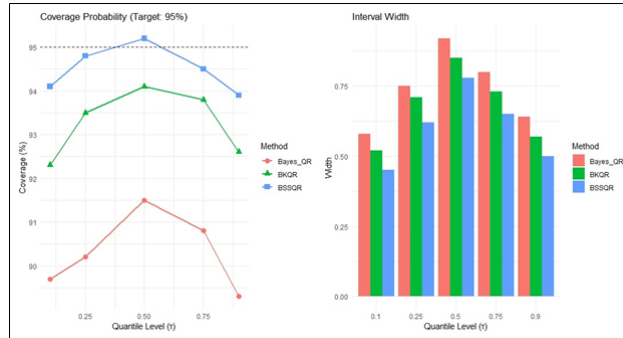 Coverage Probability (Target: 95%)
95
94
93
92
91
90
Coverage (%)
0.25
0.50
0.75
Quantile Level (τ)
Method
Bayes_QR
BKQR
BSSQR
Interval Width
0.75
0.50
0.25
0.00
Width
0.1
0.25
0.5
0.75
0.9
Quantile Level (τ)
Method
Bayes_QR
BKQR
BSSQR